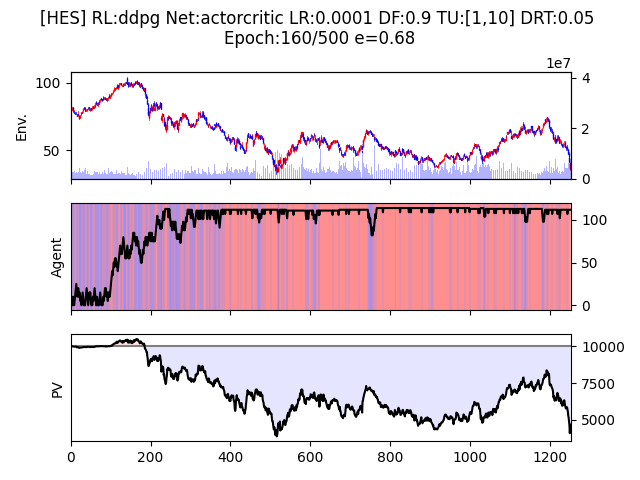 [HES] RL:ddpg Net:actorcritic LR:0.0001 DF:0.9 TU:[1,10] DRT:0.05
Epoch:160/500 e=0.68
1e7
100
50
Env.
4
2
0
Agent
100
50
0
PV
10000
7500
5000
0 200 400 600 800 1000 1200